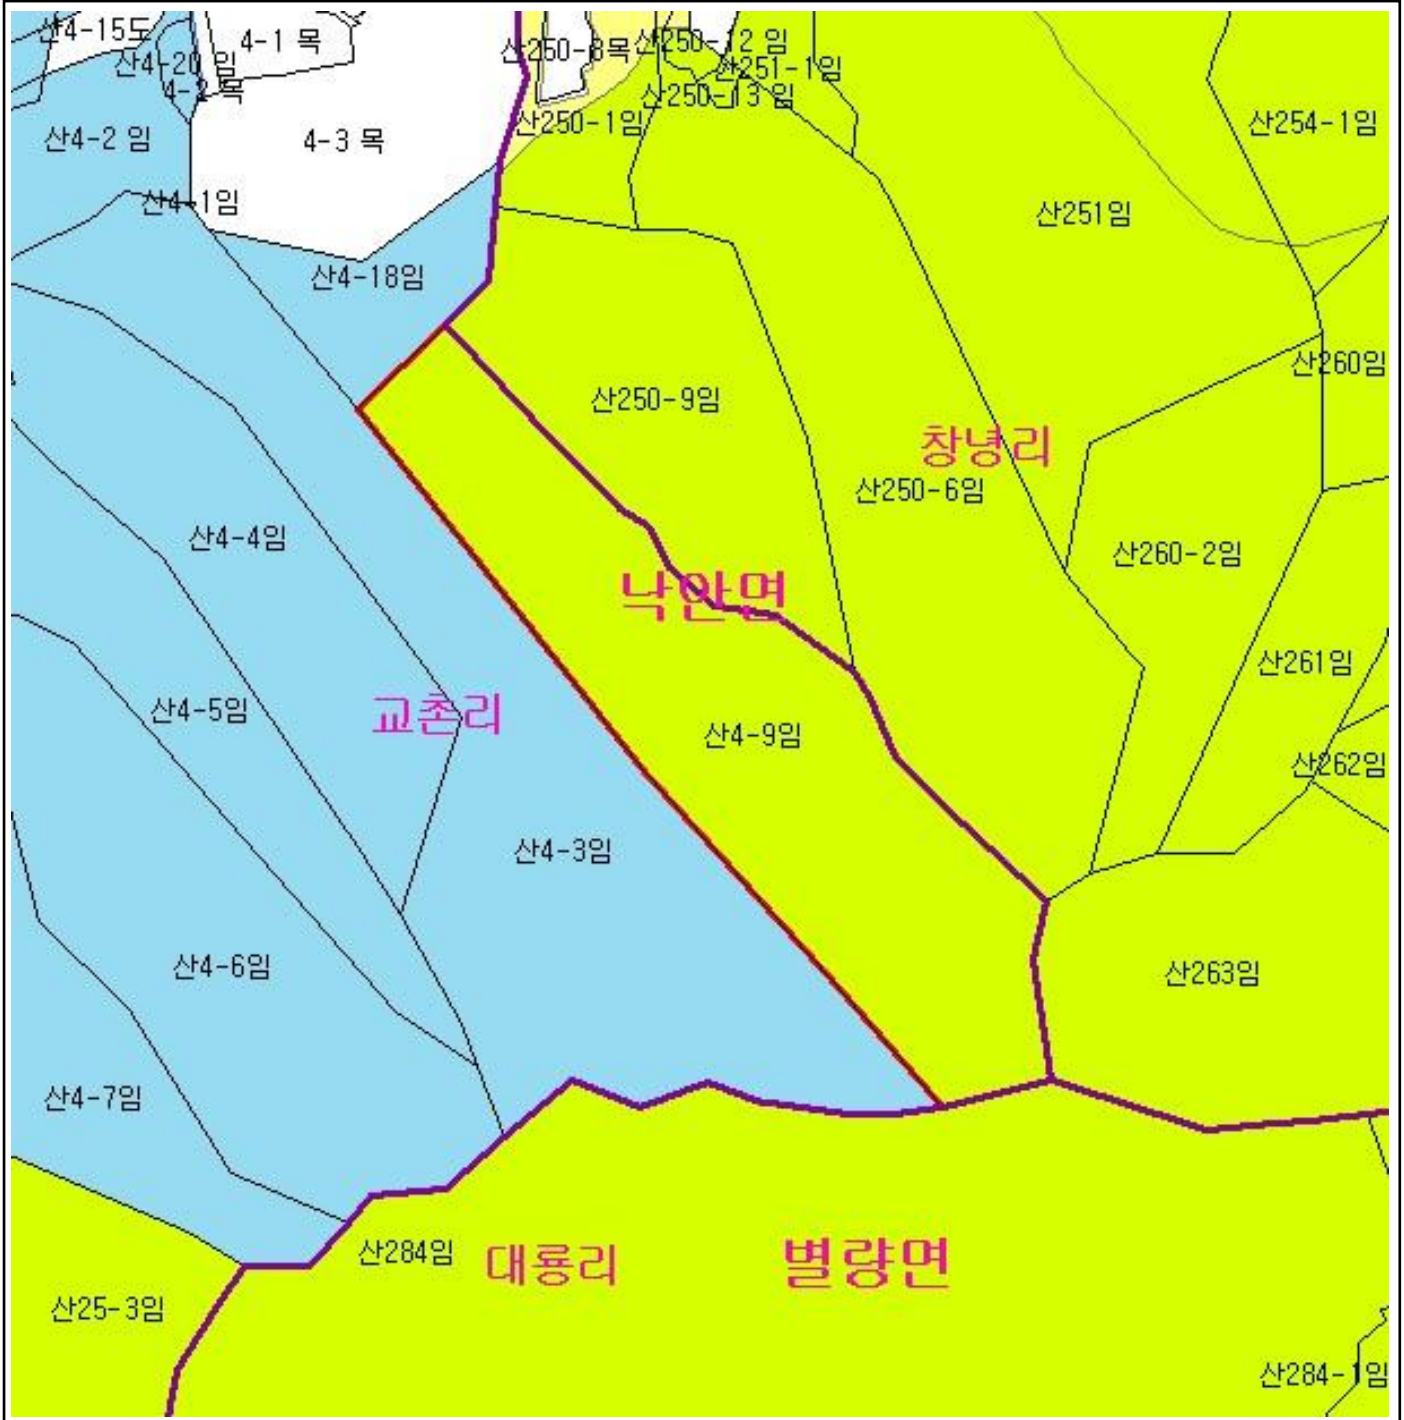 산4-15도
4-1 목
산250-8목
산250-12 임
산4-20 임
산251-1임
4-2 목
산250-13 임
산4-2 임
4-3 목
산250-1임
산254-1임
산4-1임
산251임
산4-18임
산260임
산250-9임
창녕리
산250-6임
산4-4임
산260-2임
낙안면
산261임
산4-5임
교촌리
산4-9임
산262임
산4-3임
산4-6임
산263임
산4-7임
산284임
대룡리
별량면
산25-3임
산284-1임